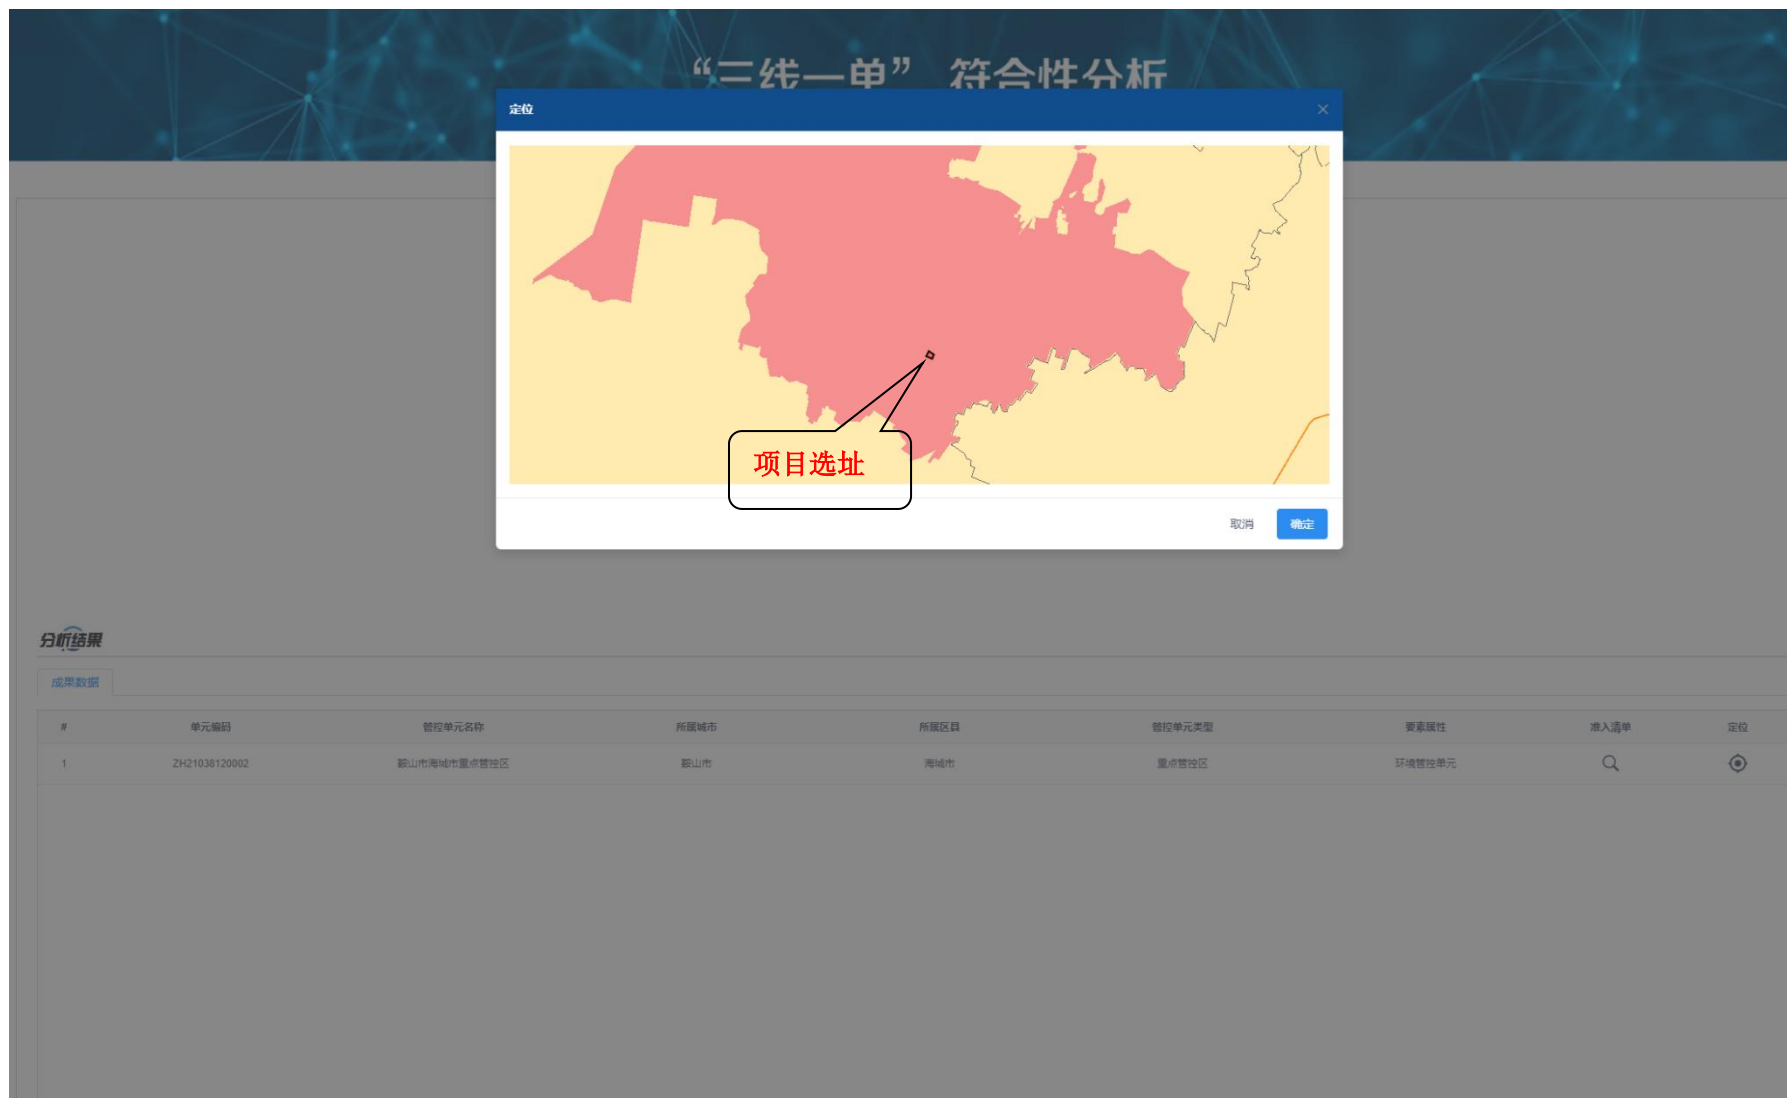 “三线一单” 符合性分析
定位
项目选址
取消 确定
分析结果
成果数据
# 单元编码 管控单元名称 所属城市 所属区县 管控单元类型 要素属性 准入清单 定位
1 ZH21038120002 鞍山市海城市重点管控区 鞍山市 海城市 重点管控区 环境管控单元